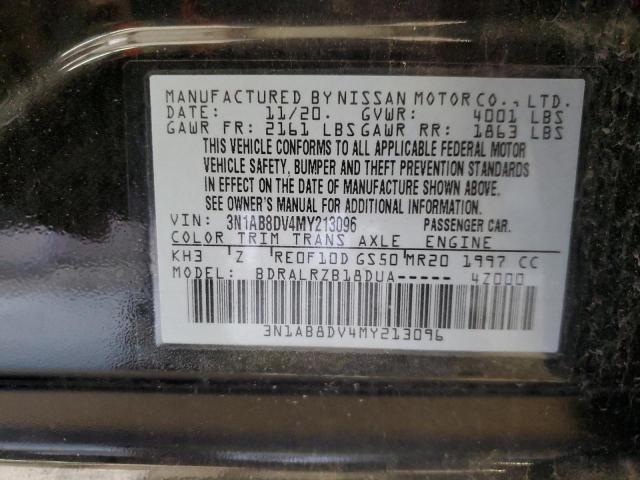 MANUFACTURED BY NISSAN MOTOR CO., LTD.
DATE: 11/20. GVWR: 4001 LBS
GAWR FR: 2161 LBS GAWR RR: 1863 LBS
THIS VEHICLE CONFORMS TO ALL APPLICABLE FEDERAL MOTOR
VEHICLE SAFETY, BUMPER AND THEFT PREVENTION STANDARDS
IN EFFECT ON THE DATE OF MANUFACTURE SHOWN ABOVE.
SEE OWNER'S MANUAL FOR ADDITIONAL INFORMATION.
VIN: 3N1AB8DV4MY213096 PASSENGER CAR.
COLOR TRIM TRANS AXLE ENGINE
KH3 Z RE0F10D GS50 MR20 1997 CC
MODEL: BDRALRZB18DUA----- 4Z000
3N1AB8DV4MY213096